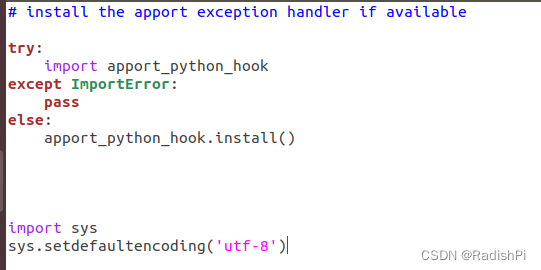 # install the apport exception handler if available
try:
    import apport_python_hook
except ImportError:
    pass
else:
    apport_python_hook.install()
import sys
sys.setdefaultencoding('utf-8')
CSDN @RadishPi